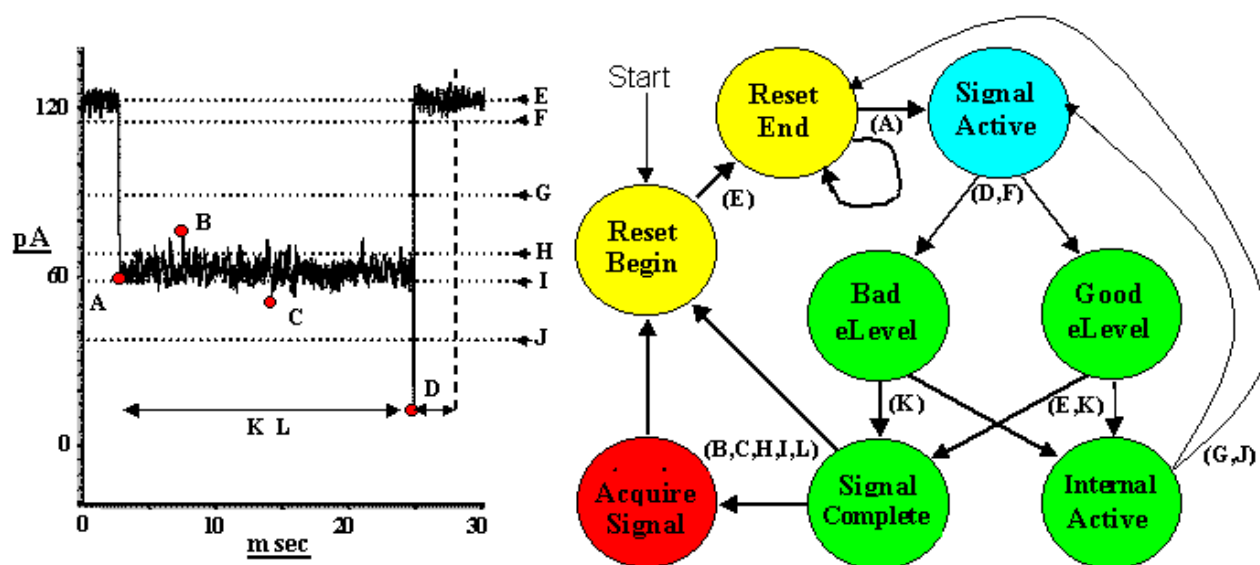 120
60
0
pA
0
10
20
30
m sec
A
B
C
D
K L
E
F
G
H
I
J
Start
Reset
End
Signal
Active
(A)
(E)
(D,F)
Reset
Begin
Bad
eLevel
Good
eLevel
(K)
(E,K)
(B,C,H,I,L)
(G,J)
Acquire
Signal
Signal
Complete
Internal
Active